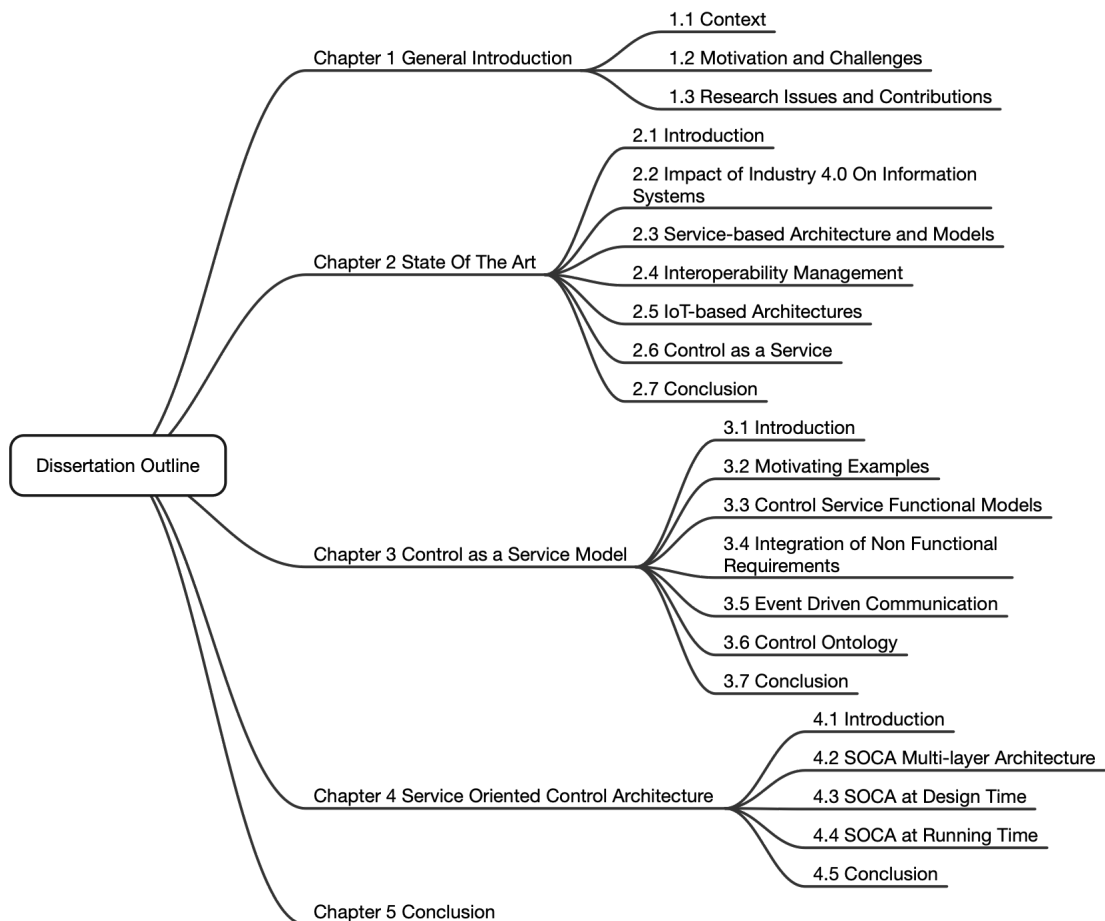 Dissertation Outline
Chapter 1 General Introduction
1.1 Context
1.2 Motivation and Challenges
1.3 Research Issues and Contributions
Chapter 2 State Of The Art
2.1 Introduction
2.2 Impact of Industry 4.0 On Information
Systems
2.3 Service-based Architecture and Models
2.4 Interoperability Management
2.5 IoT-based Architectures
2.6 Control as a Service
2.7 Conclusion
Chapter 3 Control as a Service Model
3.1 Introduction
3.2 Motivating Examples
3.3 Control Service Functional Models
3.4 Integration of Non Functional
Requirements
3.5 Event Driven Communication
3.6 Control Ontology
3.7 Conclusion
Chapter 4 Service Oriented Control Architecture
4.1 Introduction
4.2 SOCA Multi-layer Architecture
4.3 SOCA at Design Time
4.4 SOCA at Running Time
4.5 Conclusion
Chapter 5 Conclusion